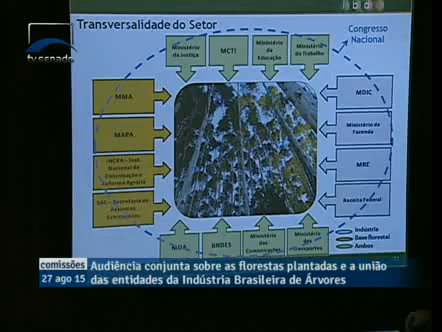 Transversalidade do Setor
Congresso
Nacional
tv senado
Ministério
da Justiça
MCTI
Ministério
da
Educação
Ministério
do Trabalho
MMA
MDIC
MAPA
Ministério
da
Fazenda
INCRA – Inst.
Nacional de
Colonização e
Reforma Agrária
MRE
SAE – Secretaria de
Assuntos
Estratégicos
Receita Federal
BNDES
Ministério
das
Comunicações
Ministério
dos
Transportes
Indústria
Base florestal
Ambos
comissões
27 ago 15
Audiência conjunta sobre as florestas plantadas e a união
das entidades da Indústria Brasileira de Árvores